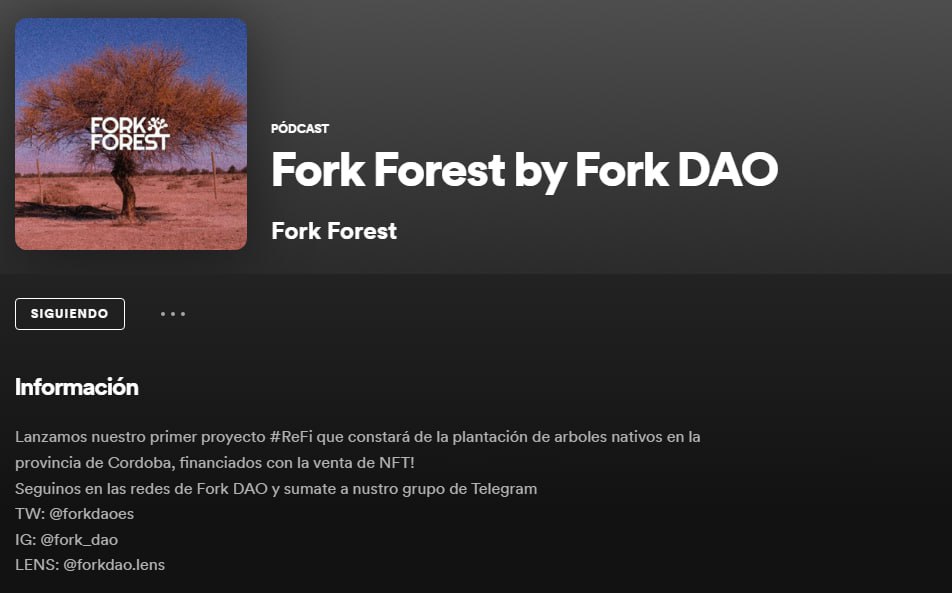 FORK
FOREST
PÓDCAST
Fork Forest by Fork DAO
Fork Forest
SIGUIENDO
Información
Lanzamos nuestro primer proyecto #ReFi que constará de la plantación de arboles nativos en la
provincia de Cordoba, financiados con la venta de NFT!
Seguinos en las redes de Fork DAO y sumate a nustro grupo de Telegram
TW: @forkdaoes
IG: @fork_dao
LENS: @forkdao.lens